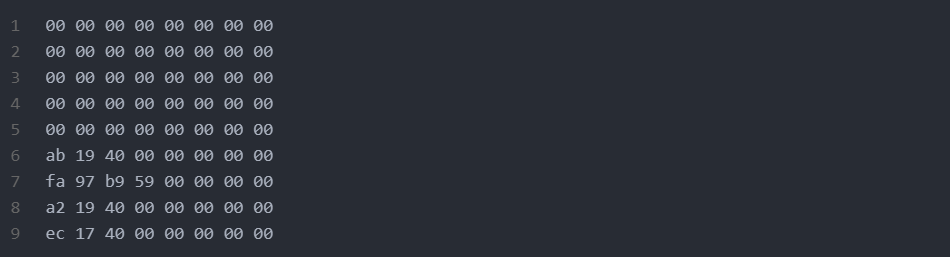 1 00 00 00 00 00 00 00 00
2 00 00 00 00 00 00 00 00
3 00 00 00 00 00 00 00 00
4 00 00 00 00 00 00 00 00
5 00 00 00 00 00 00 00 00
6 ab 19 40 00 00 00 00 00
7 fa 97 b9 59 00 00 00 00
8 a2 19 40 00 00 00 00 00
9 ec 17 40 00 00 00 00 00